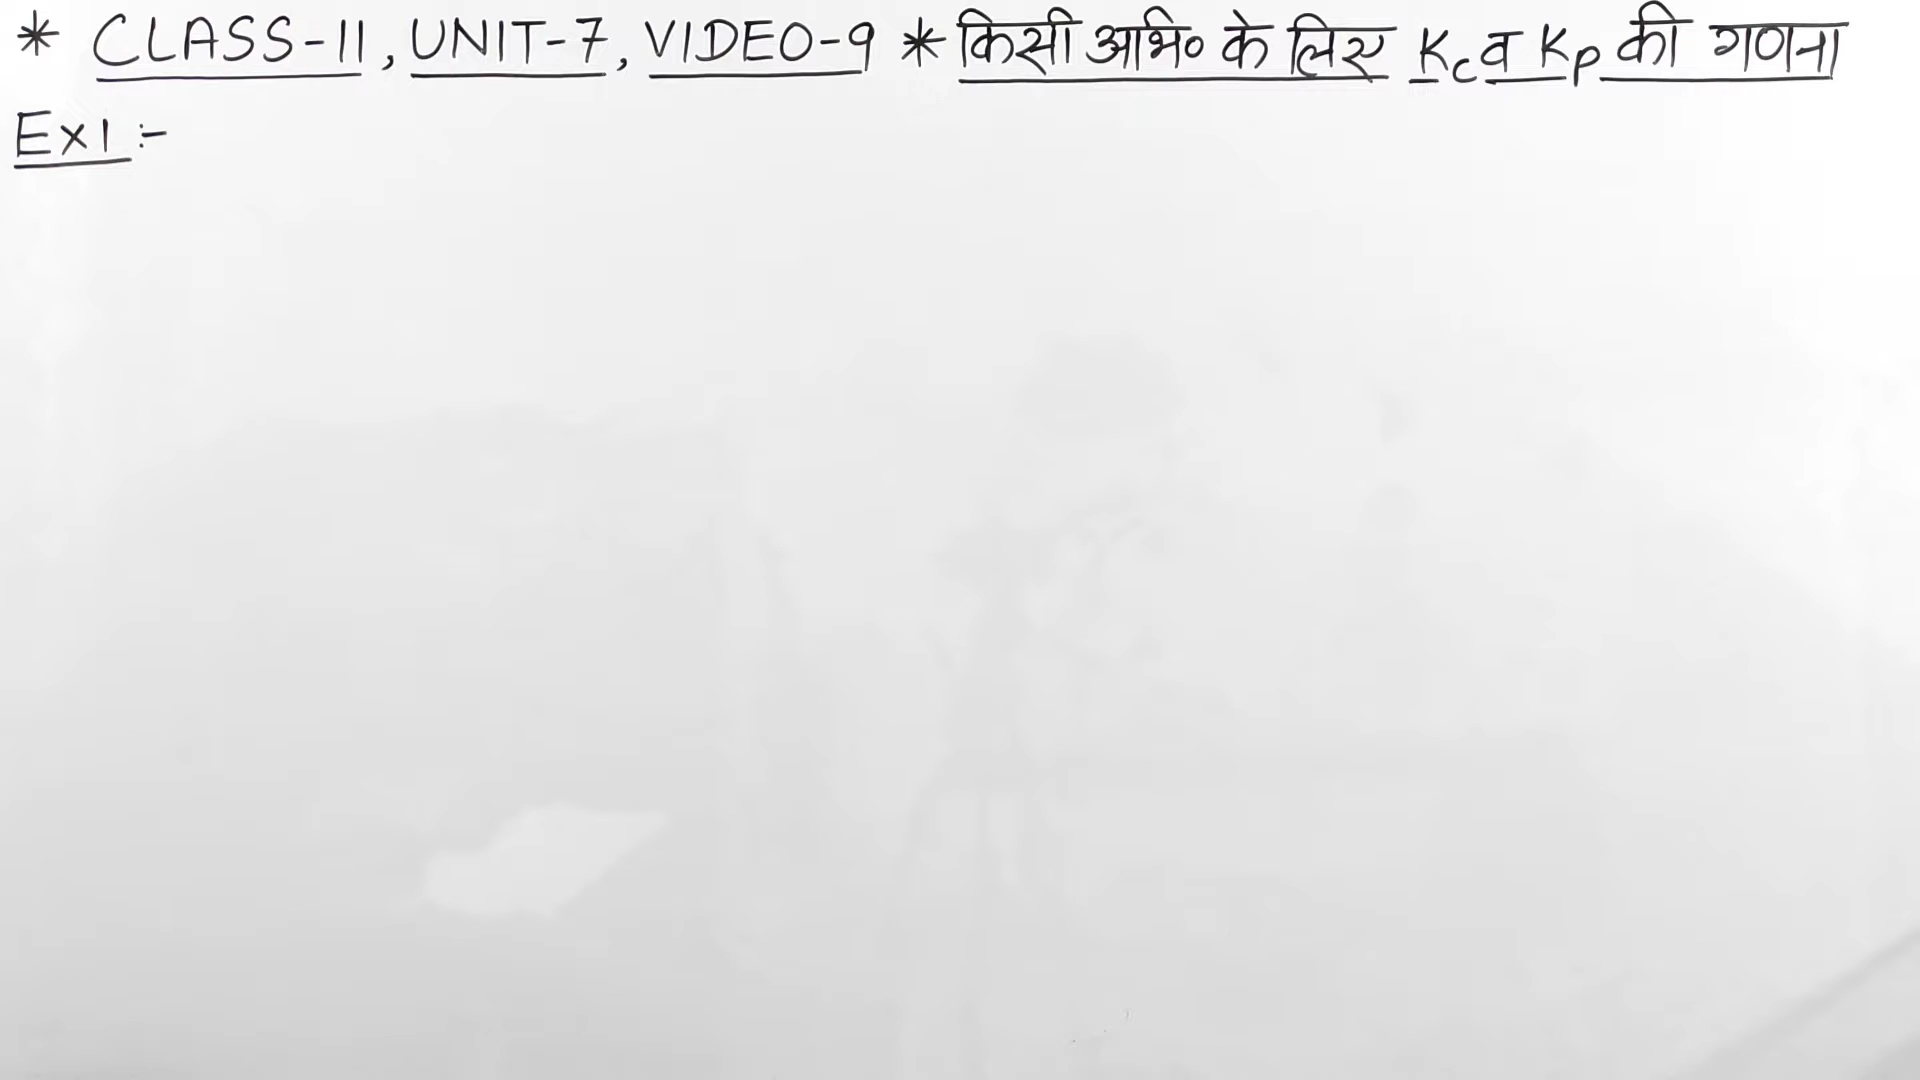 * CLASS-11, UNIT-7, VIDEO-9 * किसी अभि० के लिए Kc व Kp की गणना
Ex1 :-